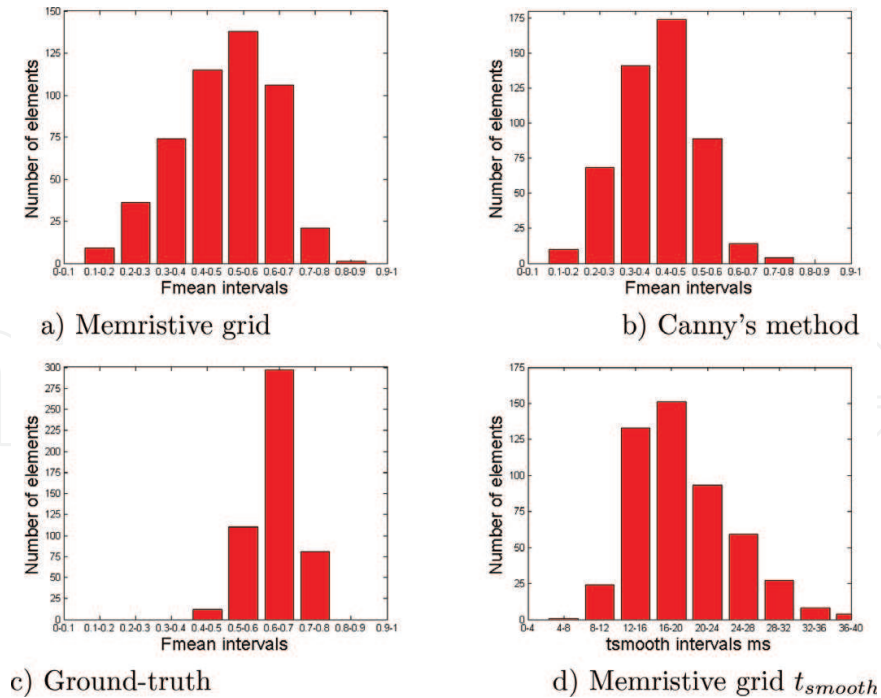 150
125
100
75
50
25
0
Number of elements
0-0.1 0.1-0.2 0.2-0.3 0.3-0.4 0.4-0.5 0.5-0.6 0.6-0.7 0.7-0.8 0.8-0.9 0.9-1
Fmean intervals
a) Memristive grid
175
150
125
100
75
50
25
0
Number of elements
0-0.1 0.1-0.2 0.2-0.3 0.3-0.4 0.4-0.5 0.5-0.6 0.6-0.7 0.7-0.8 0.8-0.9 0.9-1
Fmean intervals
b) Canny's method
300
275
250
225
200
175
150
125
100
75
50
25
0
Number of elements
0-0.1 0.1-0.2 0.2-0.3 0.3-0.4 0.4-0.5 0.5-0.6 0.6-0.7 0.7-0.8 0.8-0.9 0.9-1
Fmean intervals
c) Ground-truth
175
150
125
100
75
50
25
0
Number of elements
0-4 4-8 8-12 12-16 16-20 20-24 24-28 28-32 32-36 36-40
tsmooth intervals ms
d) Memristive grid tsmooth